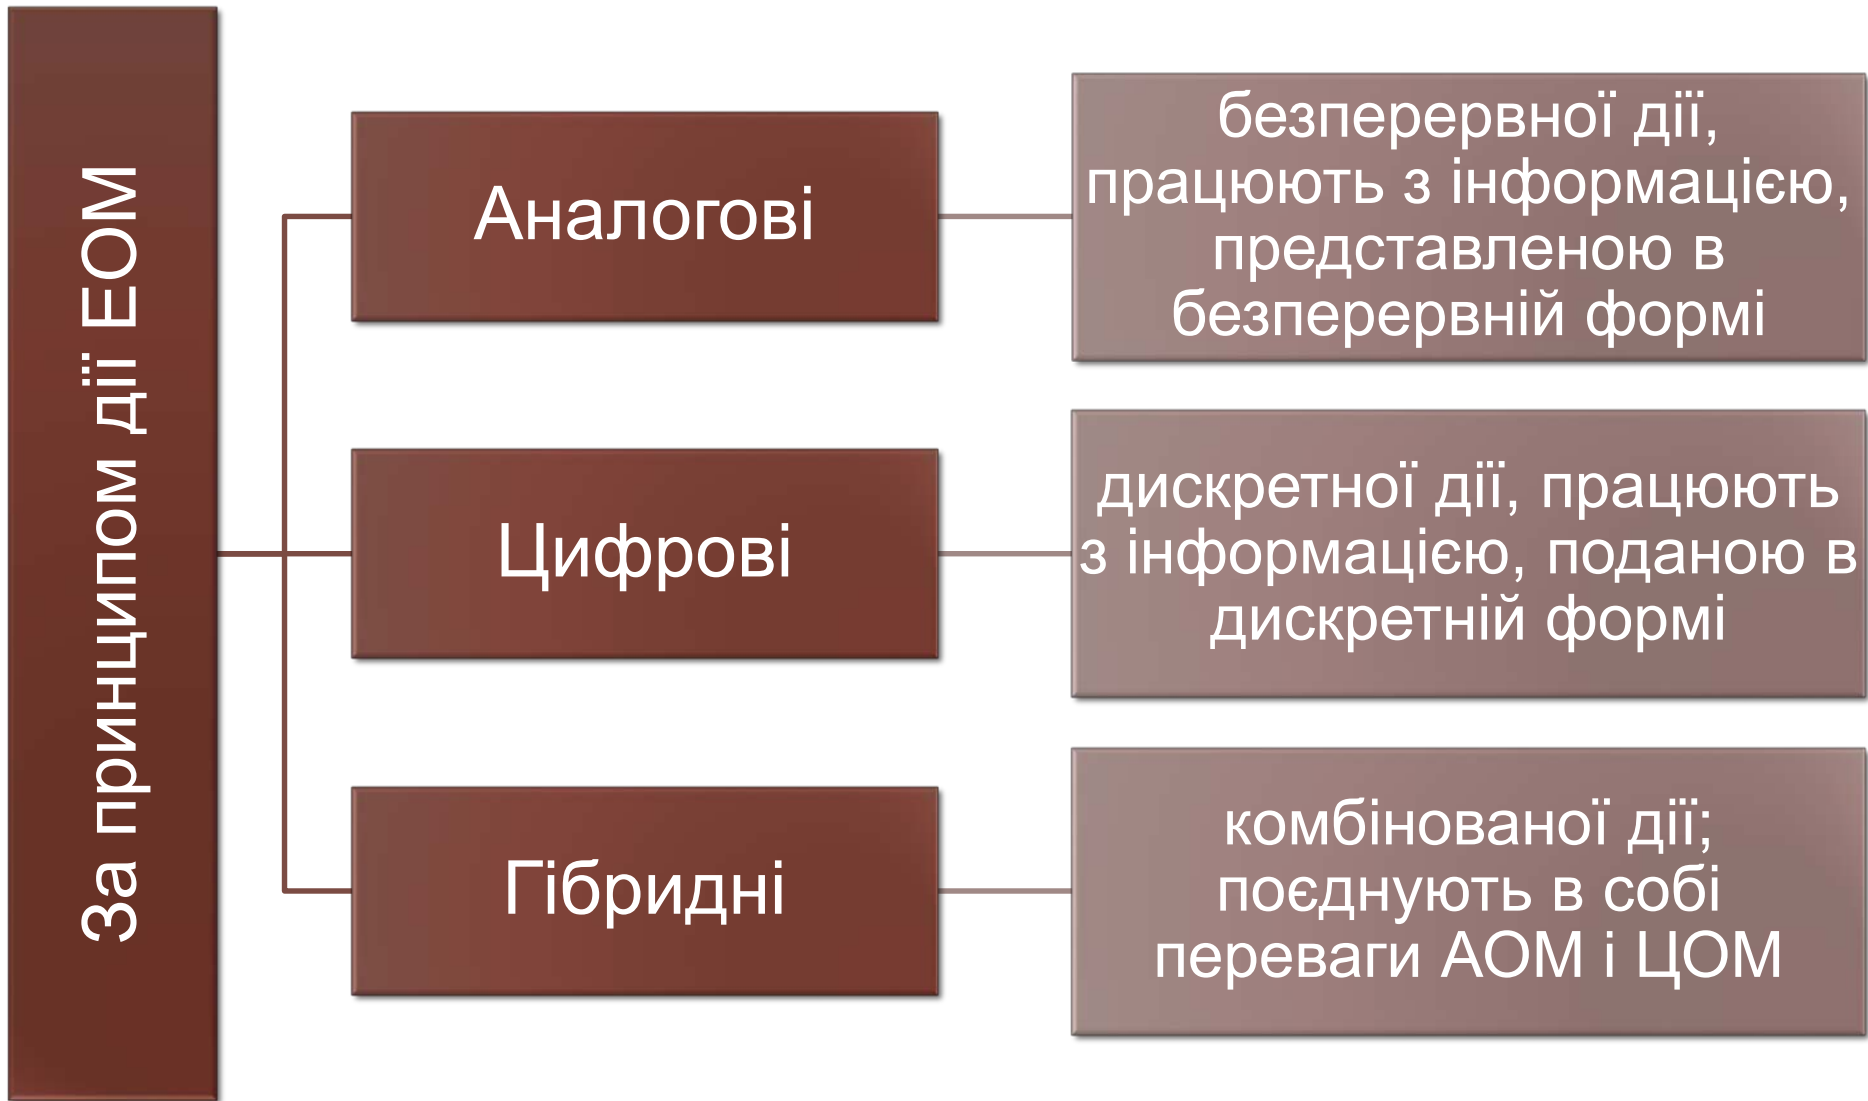 За принципом дії ЕОМ
Аналогові
безперервної дії,
працюють з інформацією,
представленою в
безперервній формі
Цифрові
дискретної дії, працюють
з інформацією, поданою в
дискретній формі
Гібридні
комбінованої дії;
поєднують в собі
переваги АОМ і ЦОМ